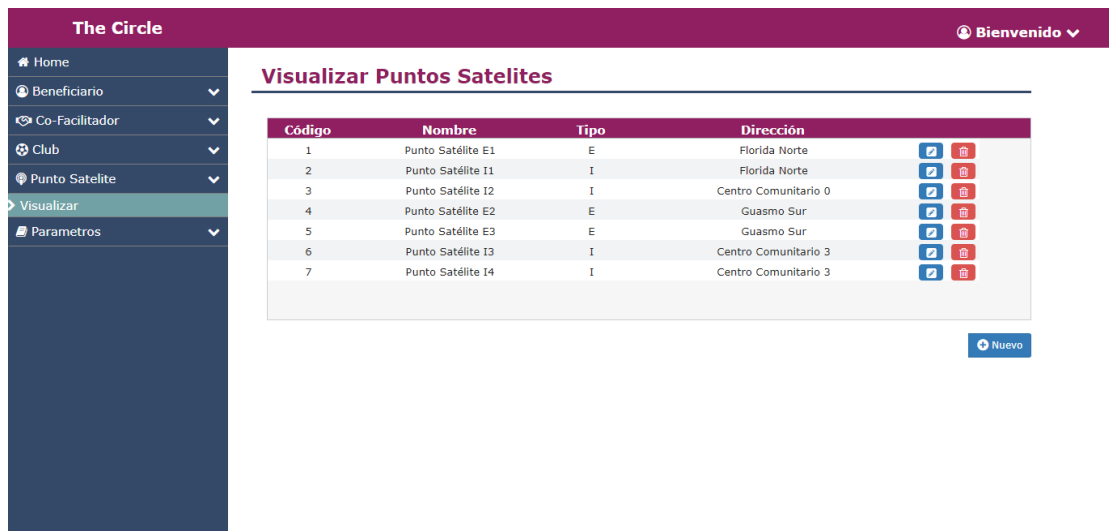 The Circle
Bienvenido
Home
Beneficiario
Co-Facilitador
Club
Punto Satelite
Visualizar
Parametros
Visualizar Puntos Satelites
Código Nombre Tipo Dirección
1 Punto Satélite E1 E Florida Norte
2 Punto Satélite I1 I Florida Norte
3 Punto Satélite I2 I Centro Comunitario 0
4 Punto Satélite E2 E Guasmo Sur
5 Punto Satélite E3 E Guasmo Sur
6 Punto Satélite I3 I Centro Comunitario 3
7 Punto Satélite I4 I Centro Comunitario 3
Nuevo